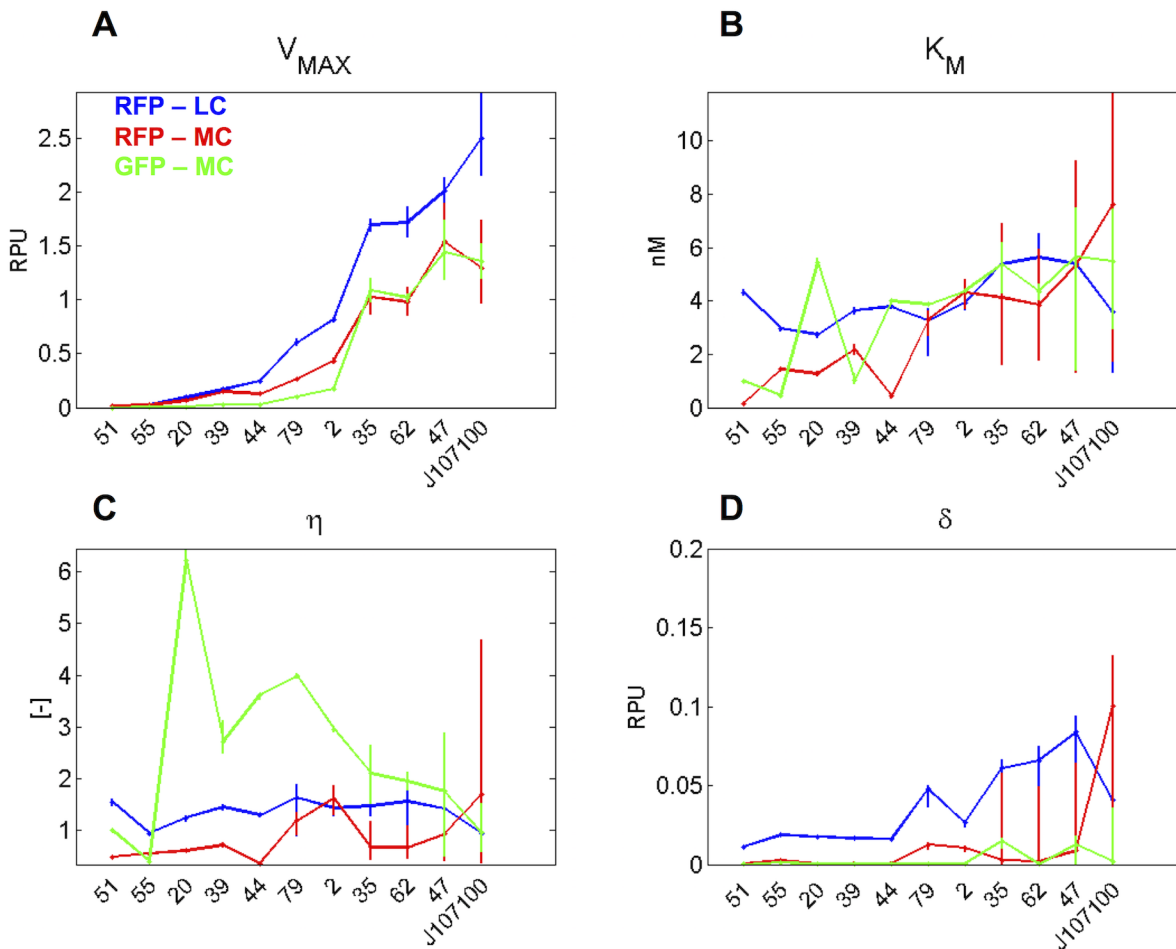 A
V_MAX
RFP – LC
RFP – MC
GFP – MC
RPU
2.5
2
1.5
1
0.5
0
51 55 20 39 44 79 2 35 62 47 J107100
B
K_M
nM
10
8
6
4
2
0
51 55 20 39 44 79 2 35 62 47 J107100
C
η
[-]
6
5
4
3
2
1
51 55 20 39 44 79 2 35 62 47 J107100
D
δ
RPU
0.2
0.15
0.1
0.05
0
51 55 20 39 44 79 2 35 62 47 J107100